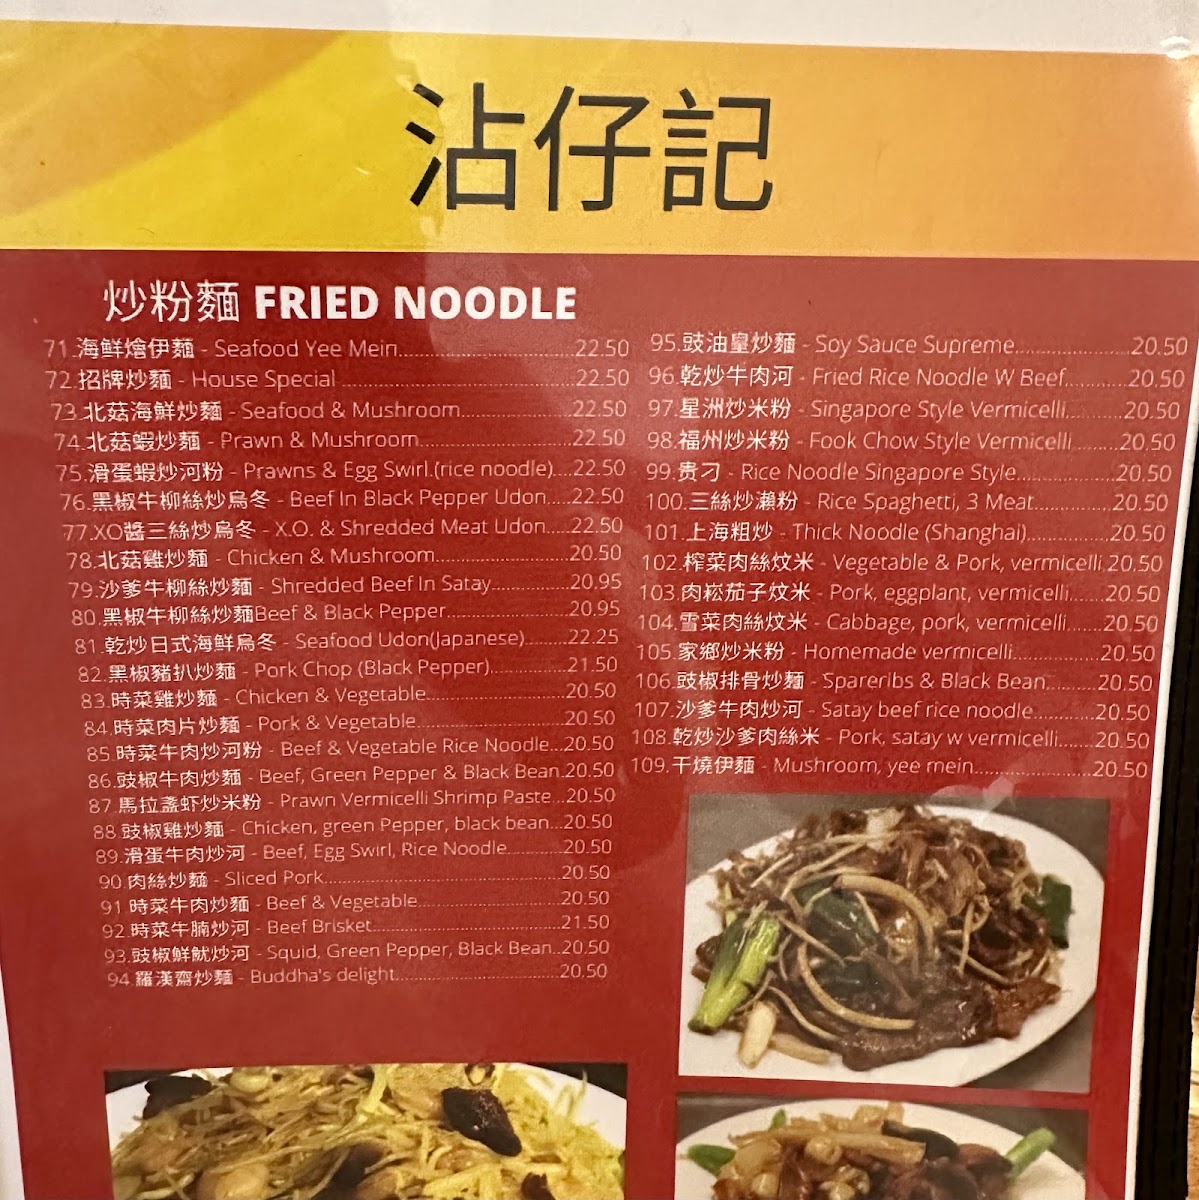 沾仔記
炒粉麵 FRIED NOODLE
71.海鮮燴伊麵 - Seafood Yee Mein........22.50
72.招牌炒麵 - House Special........22.50
73.北菇海鮮炒麵 - Seafood & Mushroom........22.50
74.北菇蝦炒麵 - Prawn & Mushroom........22.50
75.滑蛋蝦炒河粉 - Prawns & Egg Swirl.(rice noodle)....22.50
76.黑椒牛柳絲炒烏冬 - Beef In Black Pepper Udon.....22.50
77.XO醬三絲炒烏冬 - X.O. & Shredded Meat Udon.....22.50
78.北菇雞炒麵 - Chicken & Mushroom........20.50
79.沙爹牛柳絲炒麵 - Shredded Beef In Satay........20.95
80.黑椒牛柳絲炒麵Beef & Black Pepper........20.95
81.乾炒日式海鮮烏冬 - Seafood Udon(Japanese)........22.25
82.黑椒豬扒炒麵 - Pork Chop (Black Pepper)........21.50
83.時菜雞炒麵 - Chicken & Vegetable........20.50
84.時菜肉片炒麵 - Pork & Vegetable........20.50
85.時菜牛肉炒河粉 - Beef & Vegetable Rice Noodle...20.50
86.豉椒牛肉炒麵 - Beef, Green Pepper & Black Bean.20.50
87.馬拉盞虾炒米粉 - Prawn Vermicelli Shrimp Paste...20.50
88.豉椒雞炒麵 - Chicken, green Pepper, black bean...20.50
89.滑蛋牛肉炒河 - Beef, Egg Swirl, Rice Noodle........20.50
90.肉絲炒麵 - Sliced Pork........20.50
91 時菜牛肉炒麵 - Beef & Vegetable........20.50
92 時菜牛腩炒河 - Beef Brisket........21.50
93.豉椒鮮魷炒河 - Squid, Green Pepper, Black Bean..20.50
94.羅漢齋炒麵 - Buddha's delight........20.50
95.豉油皇炒麵 - Soy Sauce Supreme........20.50
96.乾炒牛肉河 - Fried Rice Noodle W Beef........20.50
97.星洲炒米粉 - Singapore Style Vermicelli........20.50
98.福州炒米粉 - Fook Chow Style Vermicelli........20.50
99.贵刁 - Rice Noodle Singapore Style........20.50
100.三絲炒瀨粉 - Rice Spaghetti, 3 Meat........20.50
101.上海粗炒 - Thick Noodle (Shanghai)........20.50
102.榨菜肉絲炆米 - Vegetable & Pork, vermicelli.20.50
103.肉崧茄子炆米 - Pork, eggplant, vermicelli......20.50
104.雪菜肉絲炆米 - Cabbage, pork, vermicelli.......20.50
105.家鄉炒米粉 - Homemade vermicelli........20.50
106.豉椒排骨炒麵 - Spareribs & Black Bean........20.50
107.沙爹牛肉炒河 - Satay beef rice noodle........20.50
108.乾炒沙爹肉絲米 - Pork, satay w vermicelli.......20.50
109.干燒伊麵 - Mushroom, yee mein........20.50